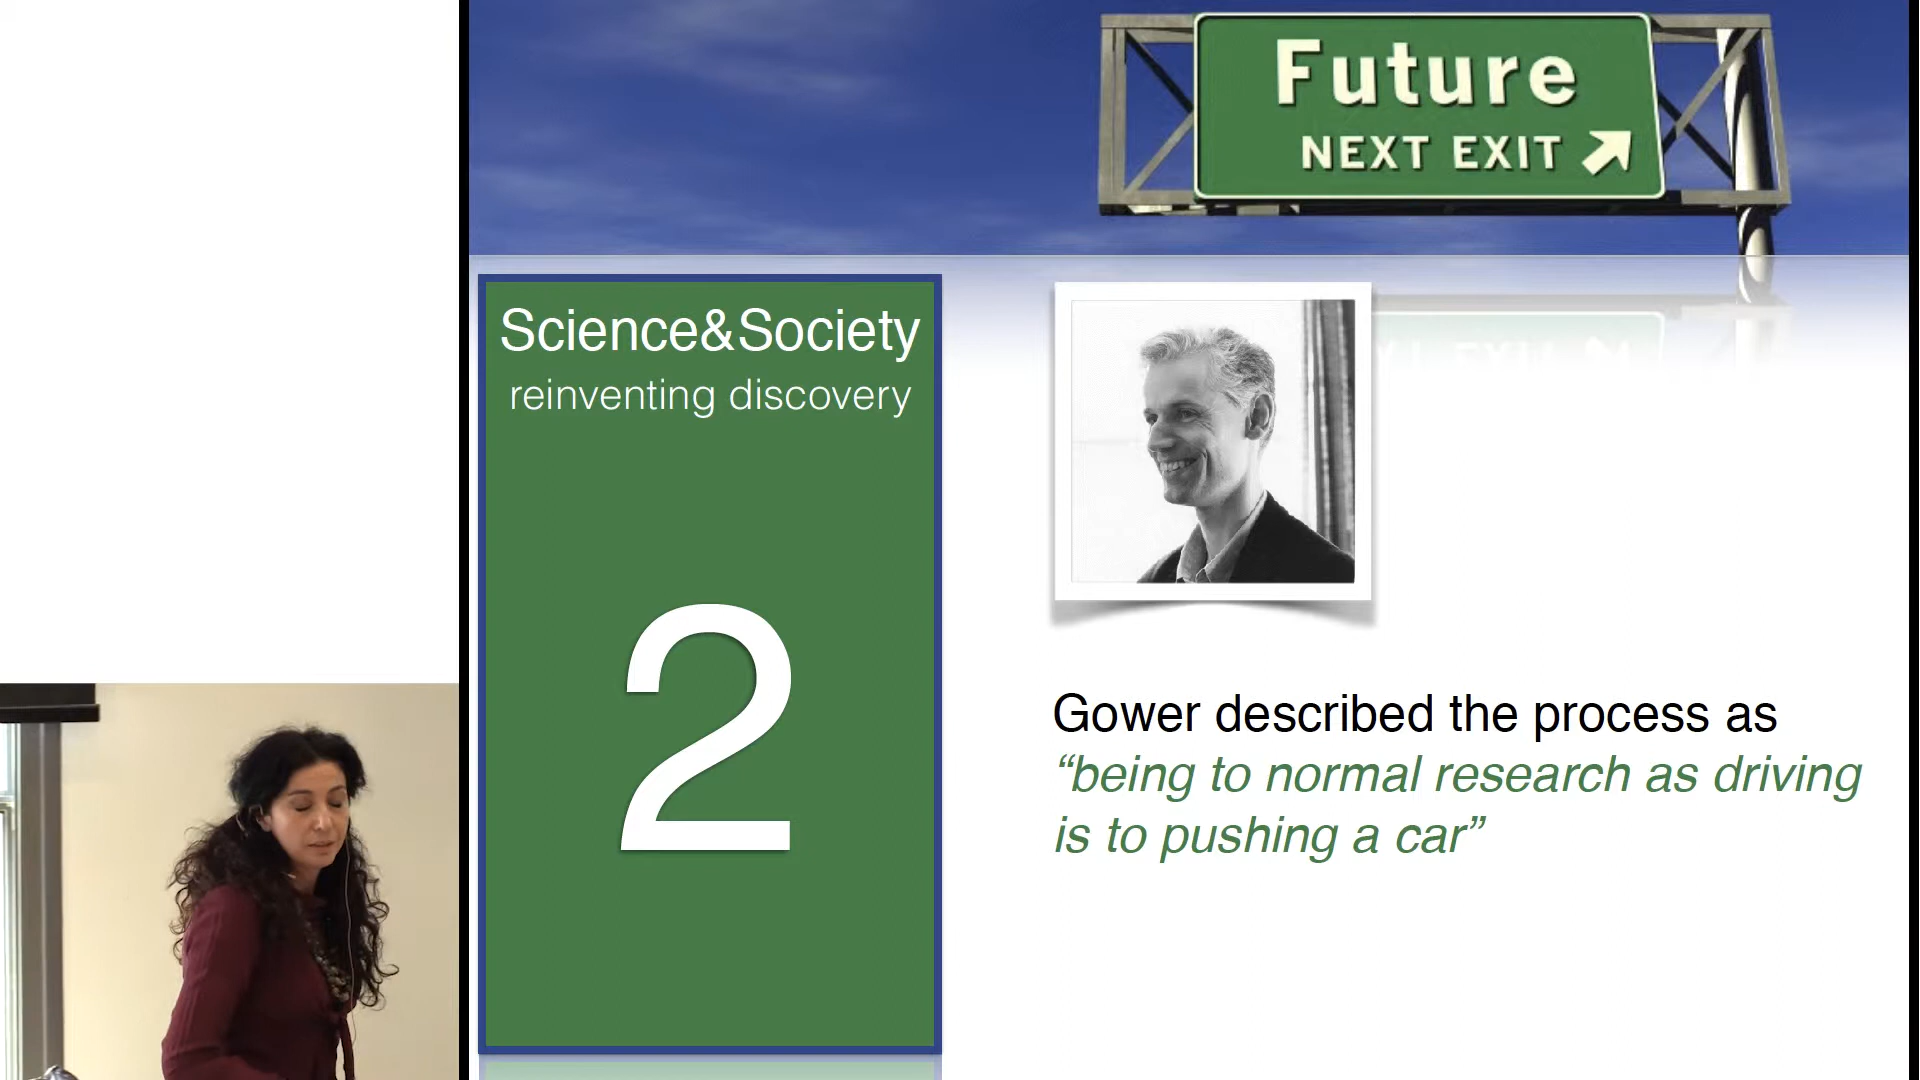 Future
NEXT EXIT
Science&Society
reinventing discovery
2
Gower described the process as
“being to normal research as driving
is to pushing a car”